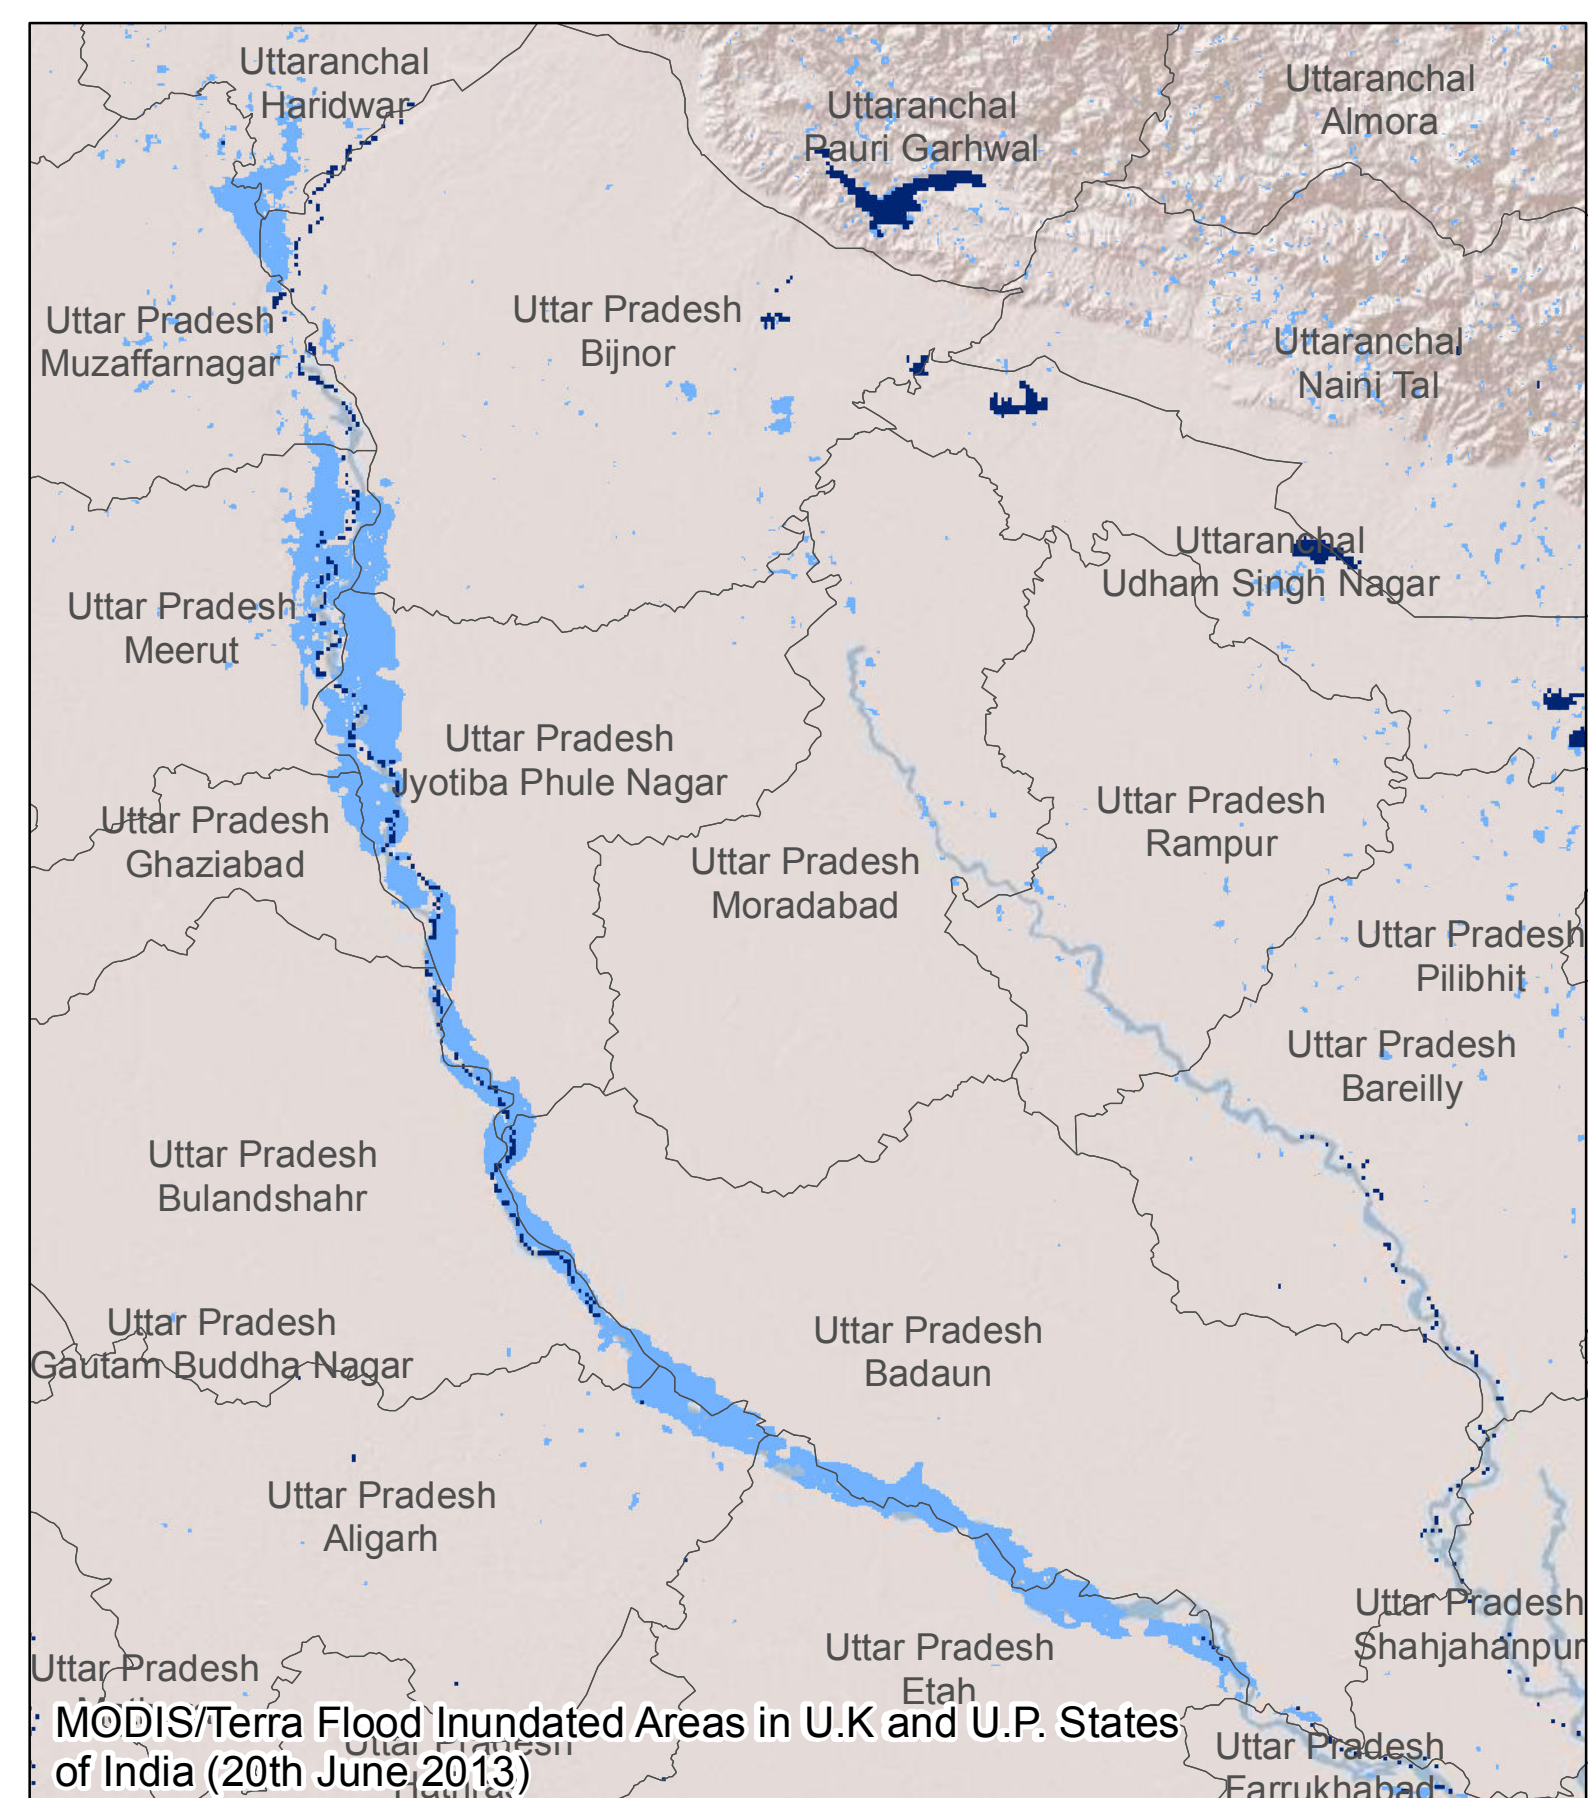 Uttaranchal
Haridwar
Uttaranchal
Pauri Garhwal
Uttaranchal
Almora
Uttar Pradesh
Muzaffarnagar
Uttar Pradesh
Bijnor
Uttaranchal
Naini Tal
Uttaranchal
Udham Singh Nagar
Uttar Pradesh
Meerut
Uttar Pradesh
Jyotiba Phule Nagar
Uttar Pradesh
Ghaziabad
Uttar Pradesh
Moradabad
Uttar Pradesh
Rampur
Uttar Pradesh
Pilibhit
Uttar Pradesh
Bareilly
Uttar Pradesh
Bulandshahr
Uttar Pradesh
Gautam Buddha Nagar
Uttar Pradesh
Badaun
Uttar Pradesh
Aligarh
Uttar Pradesh
Shahjahanpur
Uttar Pradesh
Etah
Uttar Pradesh
Uttar Pradesh
Uttar Pradesh
Farrukhabad
MODIS/Terra Flood Inundated Areas in U.K and U.P. States
of India (20th June 2013)